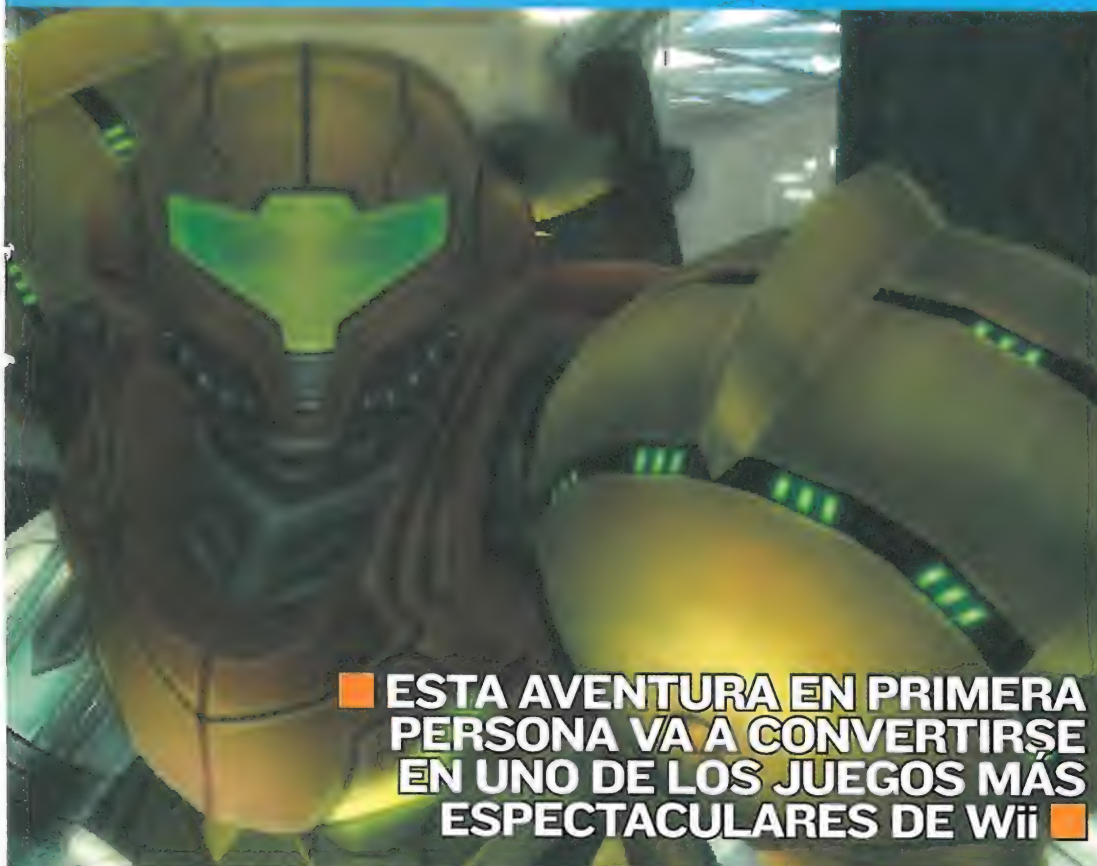 ESTA AVENTURA EN PRIMERA
PERSONA VA A CONVERTIRSE
EN UNO DE LOS JUEGOS MÁS
ESPECTACULARES DE Wii